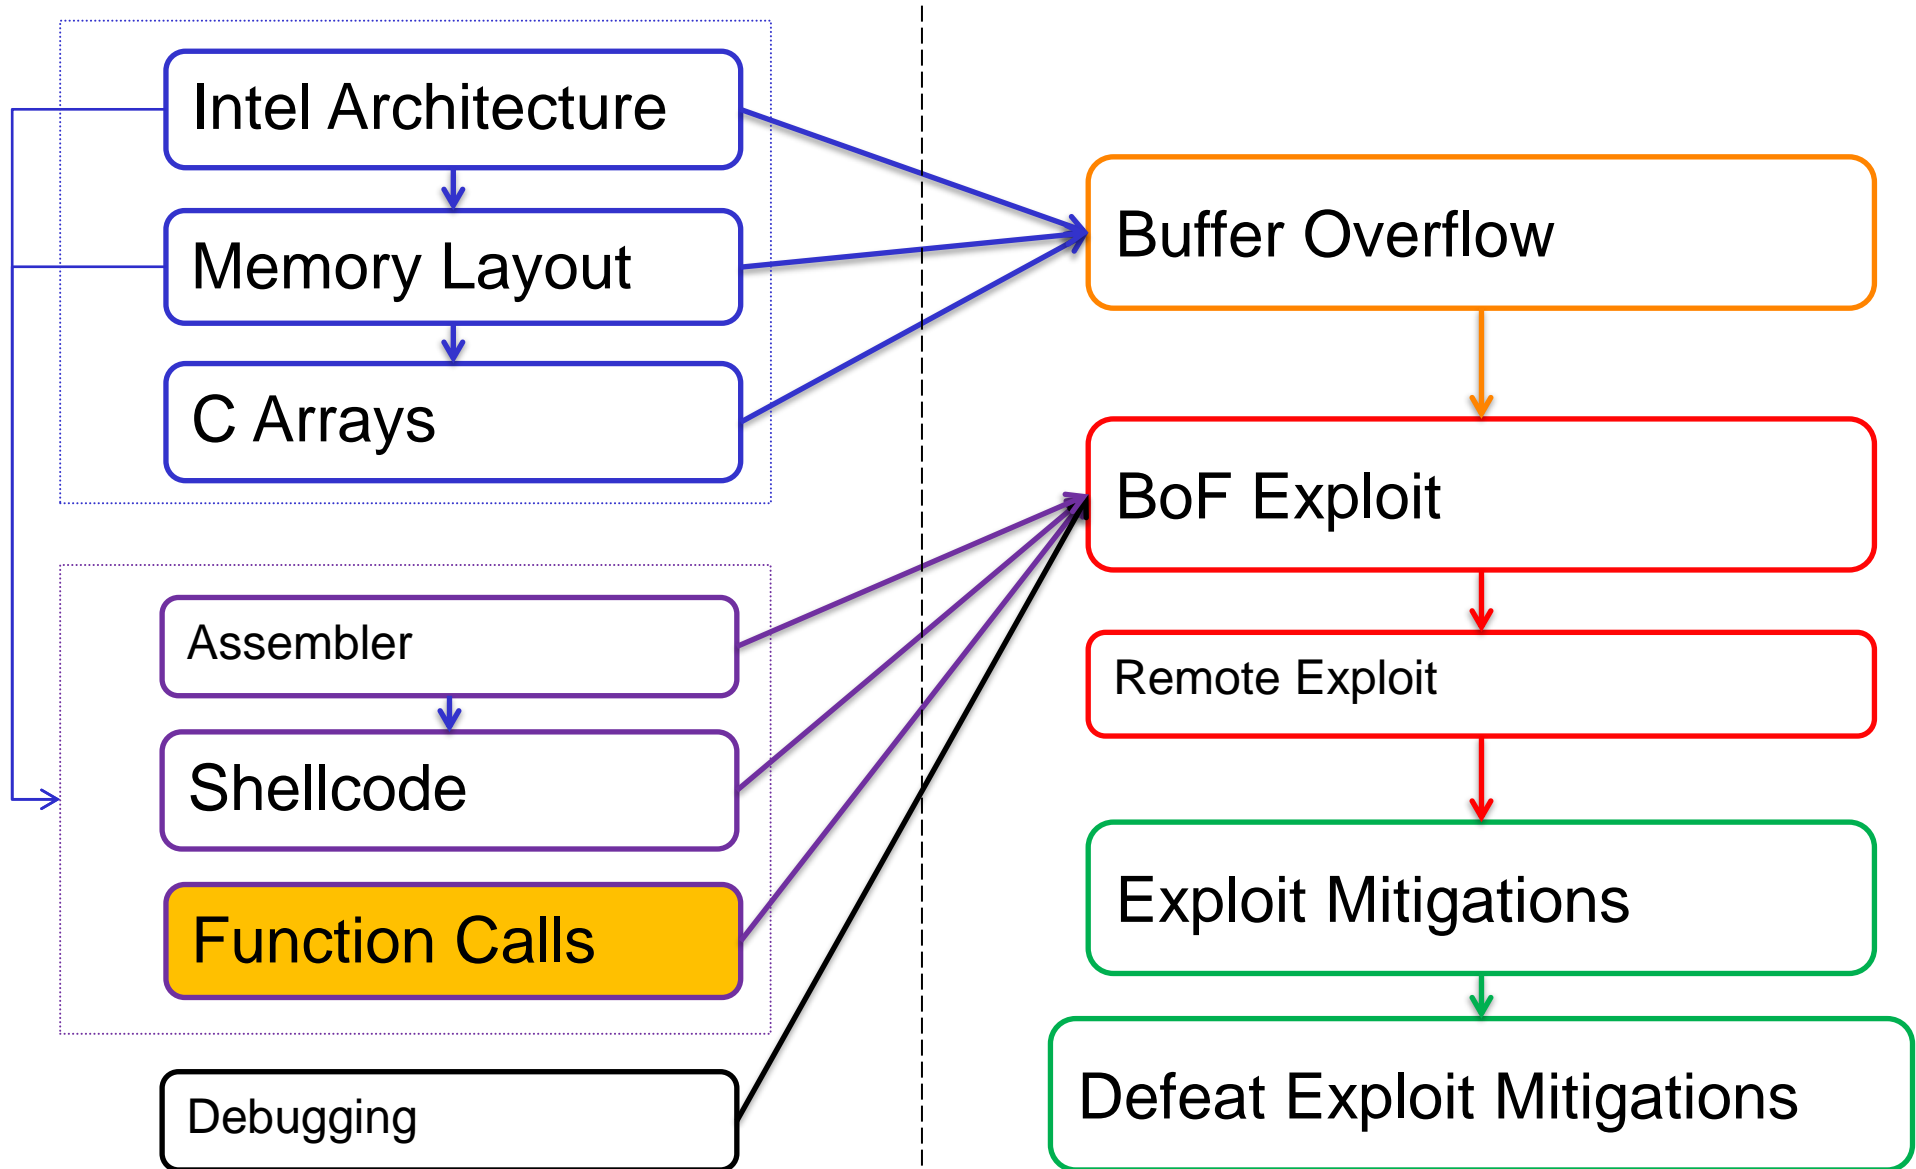 Intel Architecture
Memory Layout
C Arrays
Assembler
Shellcode
Function Calls
Debugging
Buffer Overflow
BoF Exploit
Remote Exploit
Exploit Mitigations
Defeat Exploit Mitigations